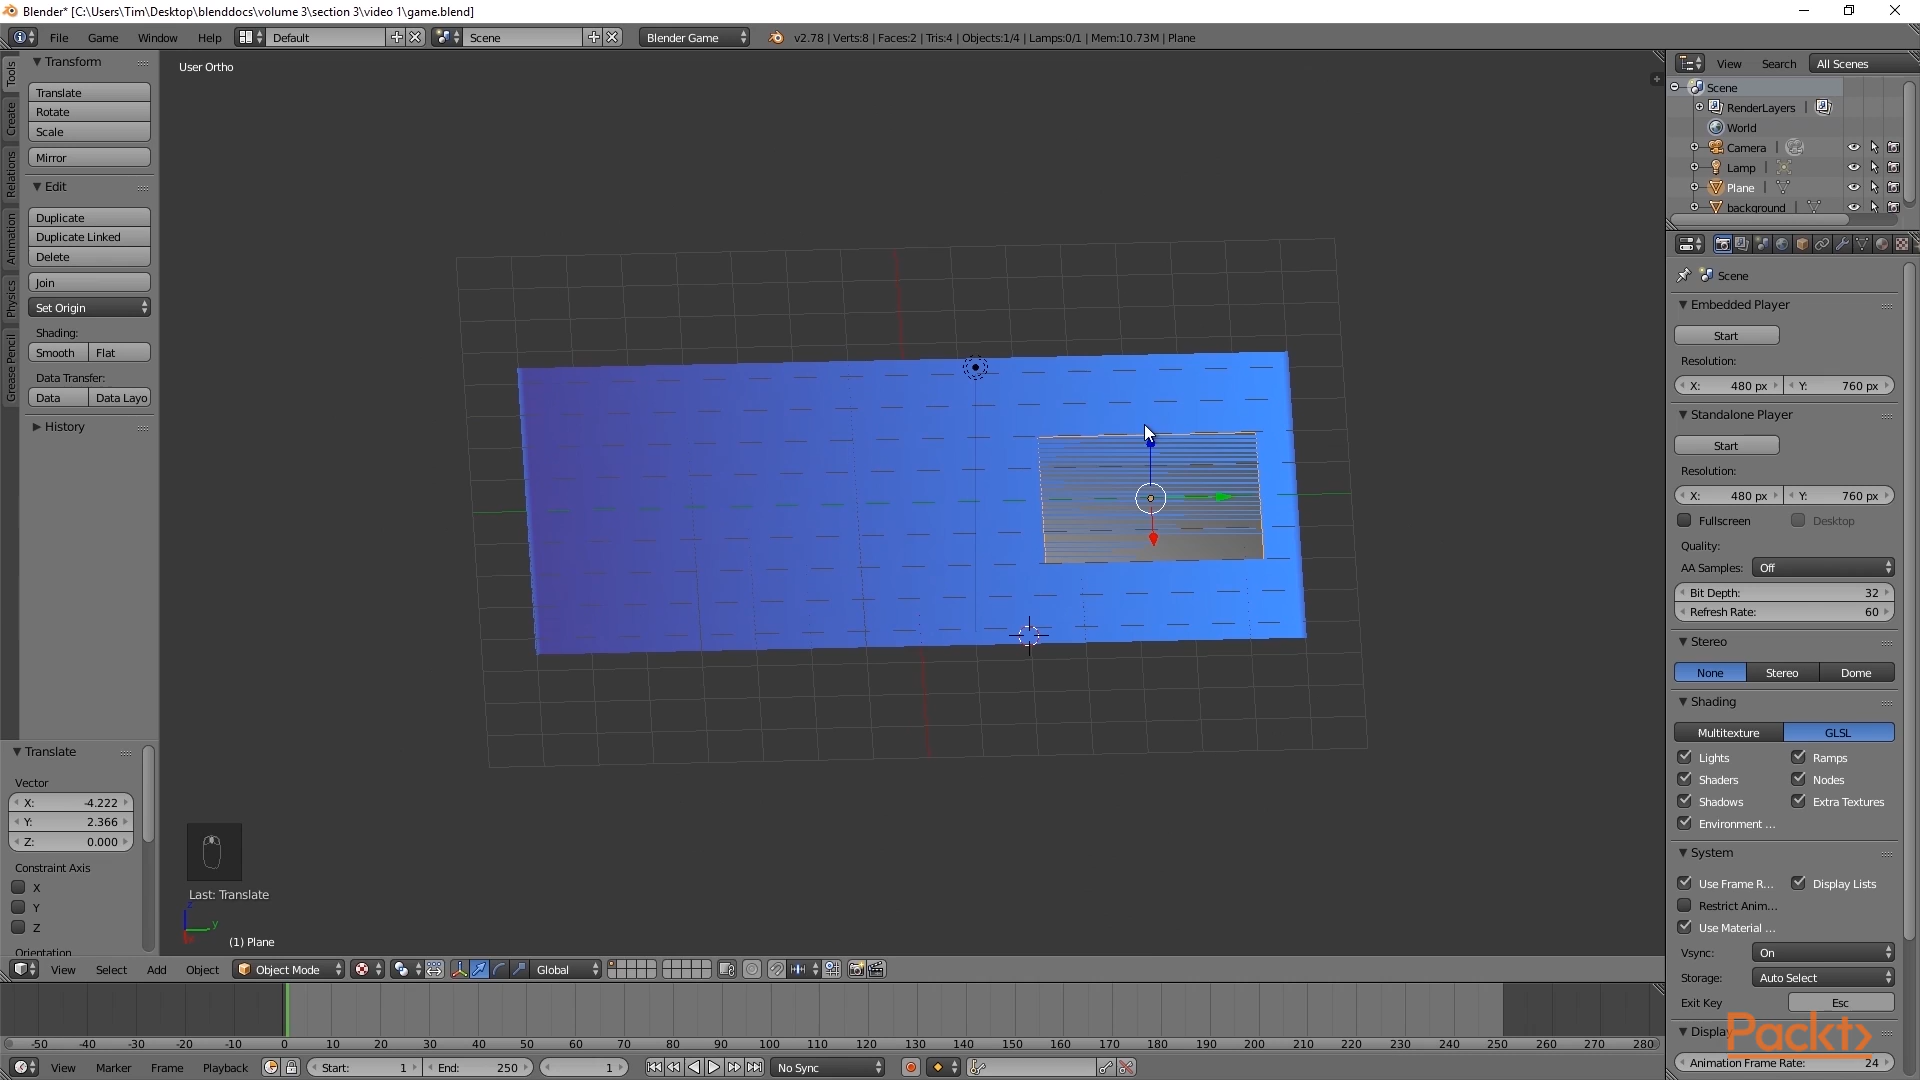 Blender* [C:\Users\Tim\Desktop\blenddocs\volume 3\section 3\video 1\game.blend]
File Game Window Help Default Scene Blender Game v2.78 | Verts:8 | Faces:2 | Tris:4 | Objects:1/4 | Lamps:0/1 | Mem:10.73M | Plane
Tools
Create
Relations
Animation
Physics
Grease Pencil
Transform
Translate
Rotate
Scale
Mirror
Edit
Duplicate
Duplicate Linked
Delete
Join
Set Origin
Shading:
Smooth Flat
Data Transfer:
Data Data Layo
History
Translate
Vector
X: -4.222
Y: 2.366
Z: 0.000
Constraint Axis
X
Y
Z
Orientation
User Ortho
Last: Translate
z
y
(1) Plane
View Select Add Object Object Mode Global
-50 -40 -30 -20 -10 0 10 20 30 40 50 60 70 80 90 100 110 120 130 140 150 160 170 180 190 200 210 220 230 240 250 260 270 280
View Marker Frame Playback Start: 1 End: 250 1 No Sync
View Search All Scenes
Scene
RenderLayers |
World
Camera |
Lamp |
Plane |
background |
Scene
Embedded Player
Start
Resolution:
X: 480 px Y: 760 px
Standalone Player
Start
Resolution:
X: 480 px Y: 760 px
Fullscreen Desktop
Quality:
AA Samples: Off
Bit Depth: 32
Refresh Rate: 60
Stereo
None Stereo Dome
Shading
Multitexture GLSL
Lights Ramps
Shaders Nodes
Shadows Extra Textures
Environment ...
System
Use Frame R... Display Lists
Restrict Anim...
Use Material ...
Vsync: On
Storage: Auto Select
Exit Key Esc
Display
Packt>
Animation Frame Rate: 24